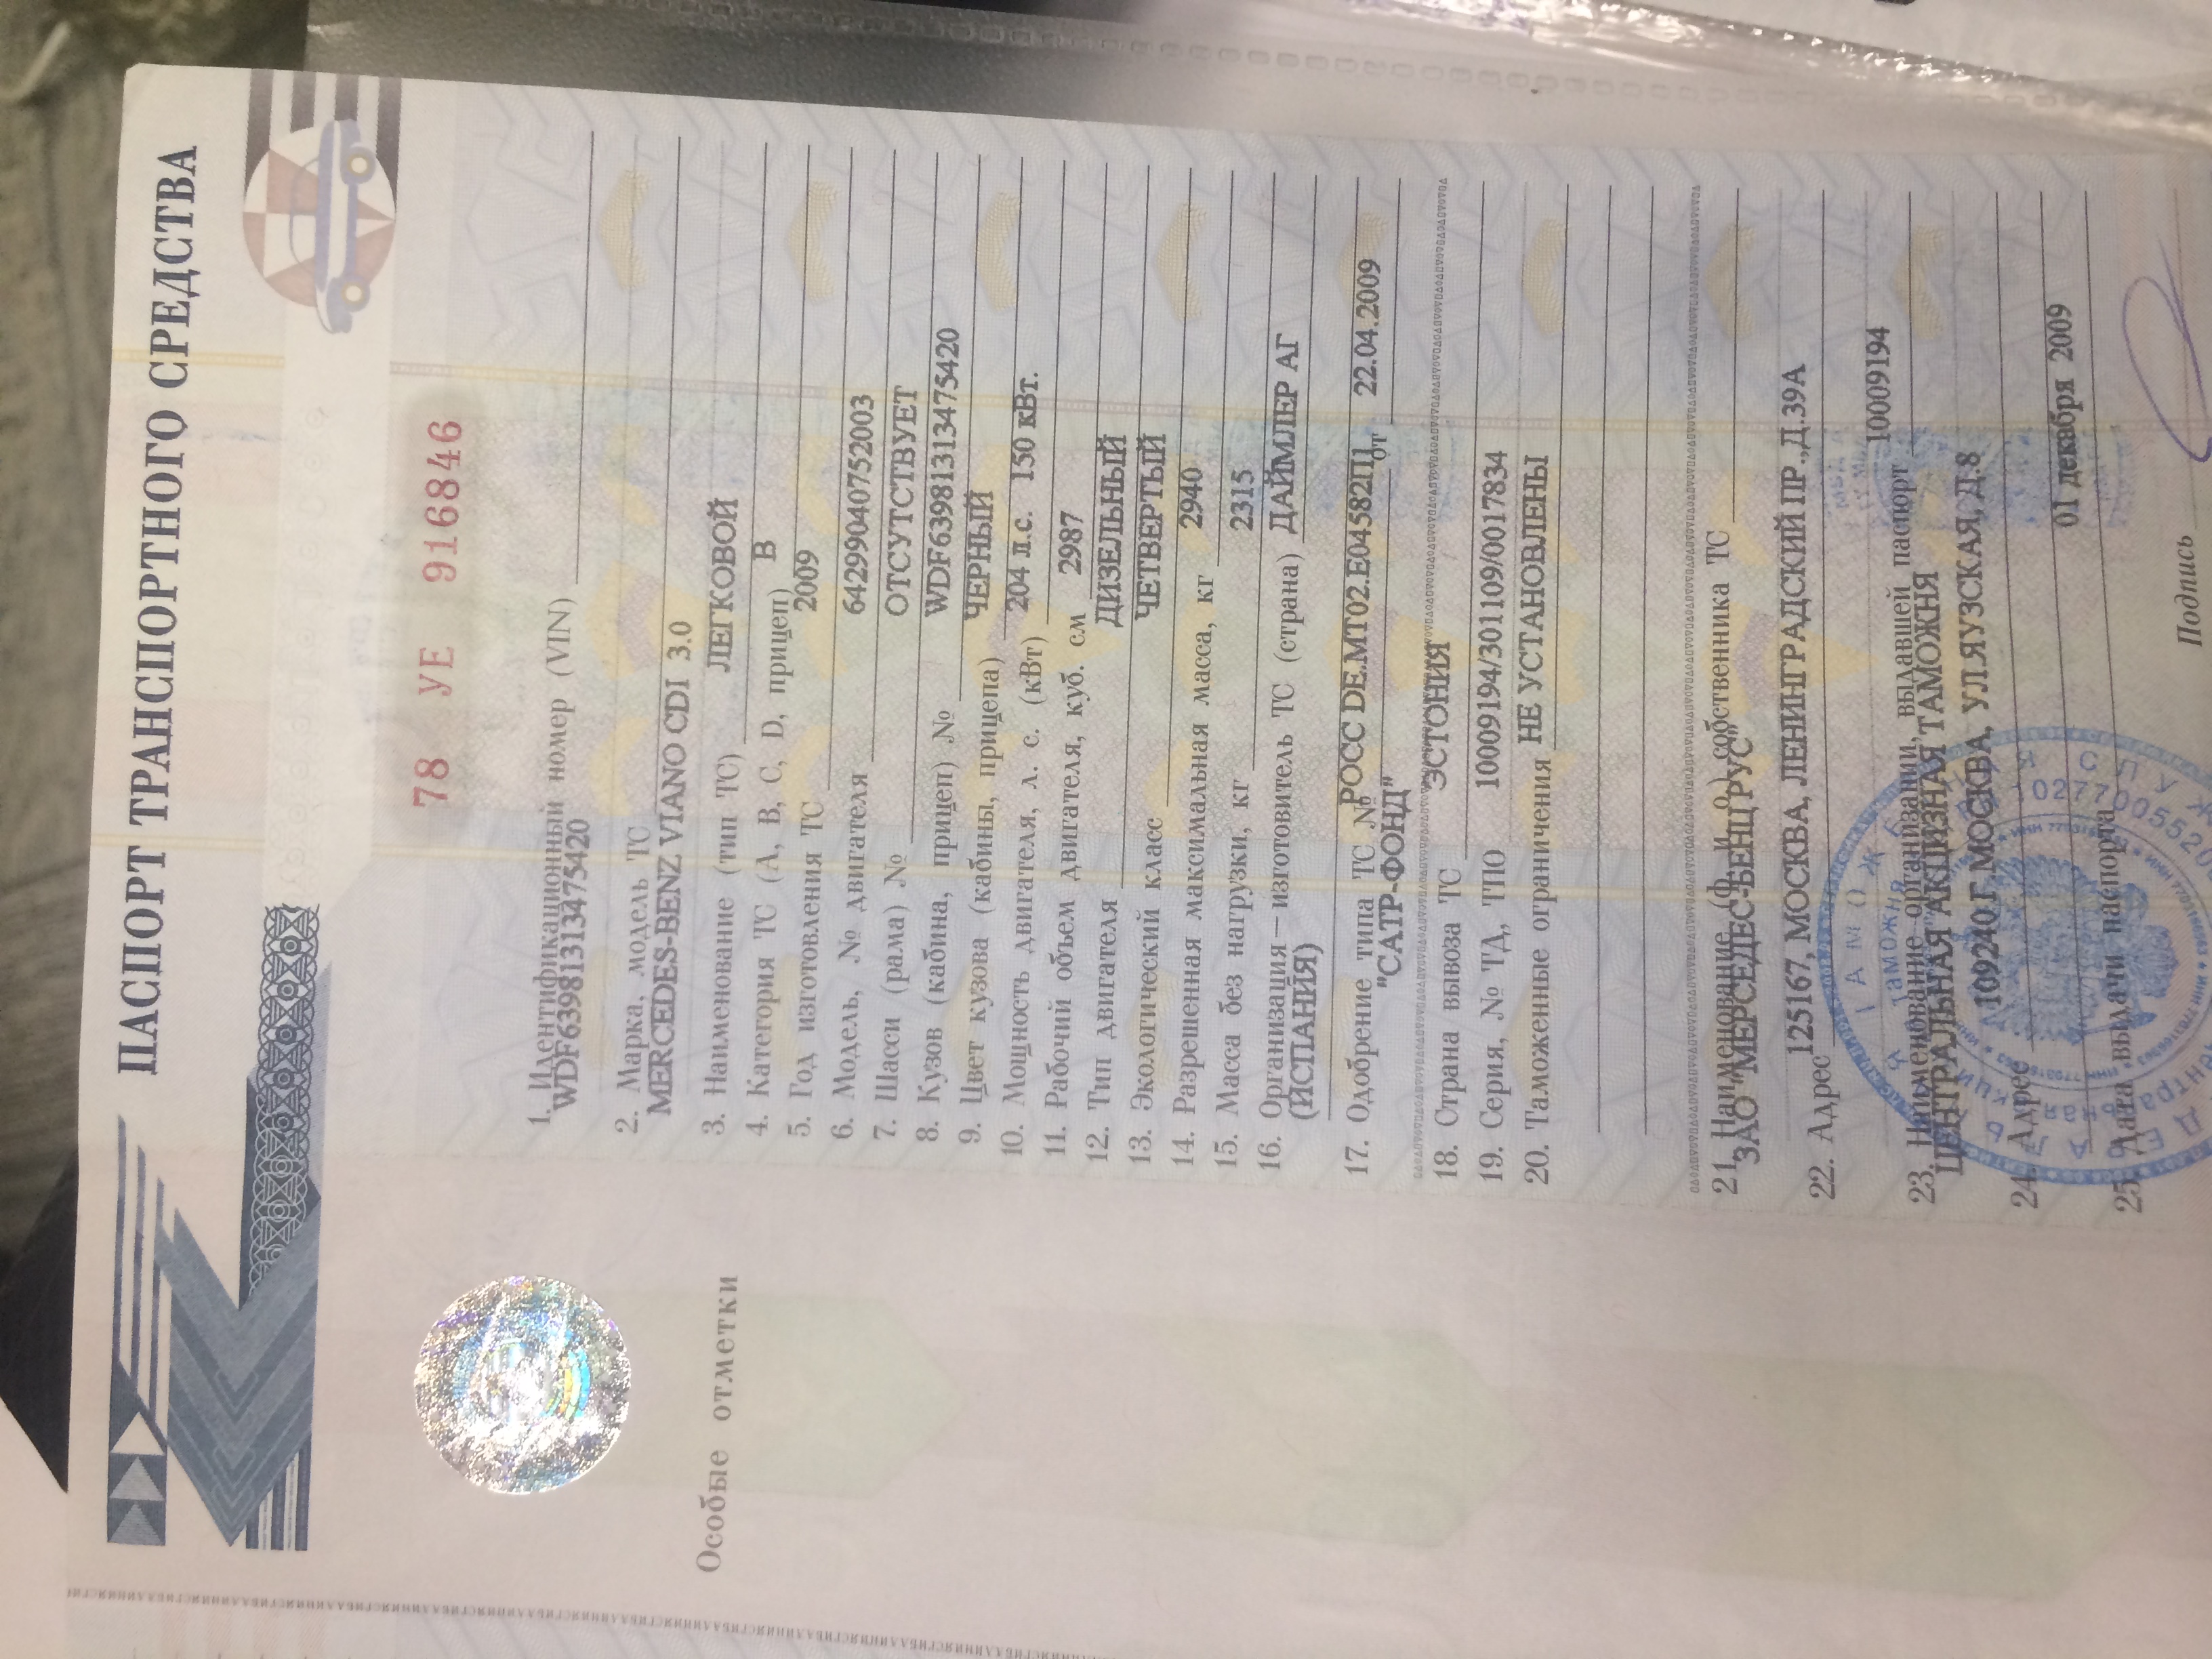 ПАСПОРТ ТРАНСПОРТНОГО СРЕДСТВА
78 УЕ 916846
Особые отметки
1. Идентификационный номер (VIN)
WDF63981313475420
2. Марка, модель ТС
MERCEDES-BENZ VIANO CDI 3.0
3. Наименование (тип ТС) ЛЕГКОВОЙ
4. Категория ТС (A, B, C, D, прицеп) B
5. Год изготовления ТС 2009
6. Модель, № двигателя 64299040752003
7. Шасси (рама) № ОТСУТСТВУЕТ
8. Кузов (кабина, прицеп) № WDF63981313475420
9. Цвет кузова (кабины, прицепа) ЧЕРНЫЙ
10. Мощность двигателя, л. с. (кВт) 204 л.с. 150 кВт.
11. Рабочий объем двигателя, куб. см 2987
12. Тип двигателя ДИЗЕЛЬНЫЙ
13. Экологический класс ЧЕТВЕРТЫЙ
14. Разрешенная максимальная масса, кг 2940
15. Масса без нагрузки, кг 2315
16. Организация – изготовитель ТС (страна) ДАЙМЛЕР АГ
(ИСПАНИЯ)
17. Одобрение типа ТС № РОСС DE.MT02.E04582П1 от 22.04.2009
"САТР-ФОНД"
18. Страна вывоза ТС ЭСТОНИЯ
19. Серия, № ТД, ТПО 10009194/301109/0017834
20. Таможенные ограничения НЕ УСТАНОВЛЕНЫ
21. Наименование (ф. и. о.) собственника ТС
ЗАО "МЕРСЕДЕС-БЕНЦ РУС"
22. Адрес 125167, МОСКВА, ЛЕНИНГРАДСКИЙ ПР.,Д.39А
23. Наименование организации, выдавшей паспорт 10009194
ЦЕНТРАЛЬНАЯ АКЦИЗНАЯ ТАМОЖНЯ
24. Адрес 109240,Г.МОСКВА, УЛ.ЯУЗСКАЯ, Д.8
25. Дата выдачи паспорта 01 декабря 2009
Подпись